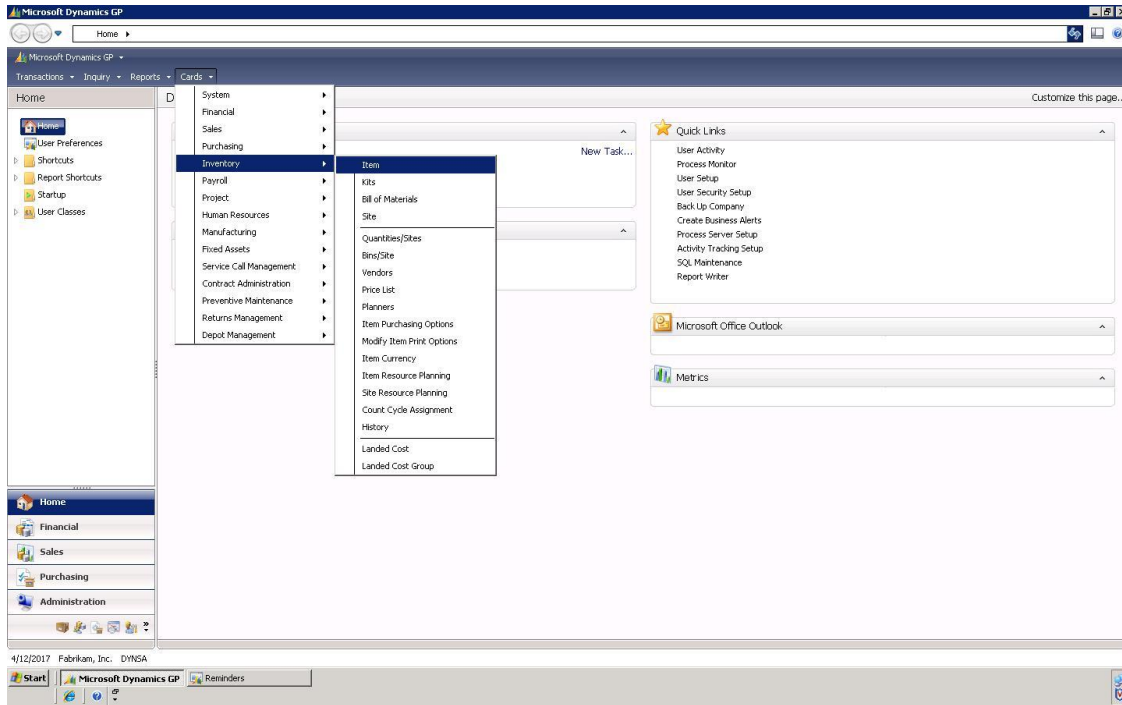 Microsoft Dynamics GP
Home
Microsoft Dynamics GP
Transactions Inquiry Reports Cards
Home
D
Customize this page...
Home
User Preferences
Shortcuts
Report Shortcuts
Startup
User Classes
System
Financial
Sales
Purchasing
Inventory
Payroll
Project
Human Resources
Manufacturing
Fixed Assets
Service Call Management
Contract Administration
Preventive Maintenance
Returns Management
Depot Management
Item
Kits
Bill of Materials
Site
Quantities/Sites
Bins/Site
Vendors
Price List
Planners
Item Purchasing Options
Modify Item Print Options
Item Currency
Item Resource Planning
Site Resource Planning
Count Cycle Assignment
History
Landed Cost
Landed Cost Group
New Task...
Quick Links
User Activity
Process Monitor
User Setup
User Security Setup
Back Up Company
Create Business Alerts
Process Server Setup
Activity Tracking Setup
SQL Maintenance
Report Writer
Microsoft Office Outlook
Metrics
Home
Financial
Sales
Purchasing
Administration
4/12/2017 Fabrikam, Inc. DYNSA
Start Microsoft Dynamics GP Reminders